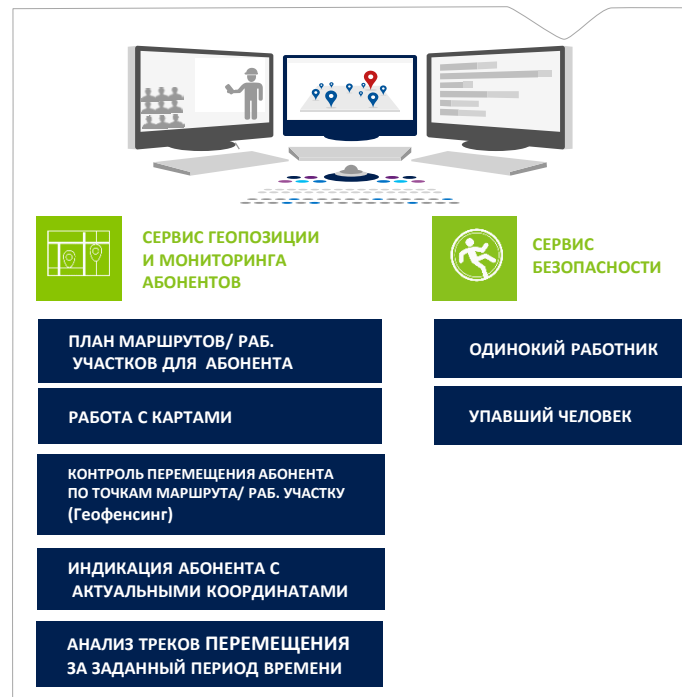 СЕРВИС ГЕОПОЗИЦИИ
И МОНИТОРИНГА
АБОНЕНТОВ
ПЛАН МАРШРУТОВ/ РАБ.
УЧАСТКОВ ДЛЯ АБОНЕНТА
РАБОТА С КАРТАМИ
КОНТРОЛЬ ПЕРЕМЕЩЕНИЯ АБОНЕНТА
ПО ТОЧКАМ МАРШРУТА/ РАБ. УЧАСТКУ
(Геофенсинг)
ИНДИКАЦИЯ АБОНЕНТА С
АКТУАЛЬНЫМИ КООРДИНАТАМИ
АНАЛИЗ ТРЕКОВ ПЕРЕМЕЩЕНИЯ
ЗА ЗАДАННЫЙ ПЕРИОД ВРЕМЕНИ
СЕРВИС
БЕЗОПАСНОСТИ
ОДИНОКИЙ РАБОТНИК
УПАВШИЙ ЧЕЛОВЕК